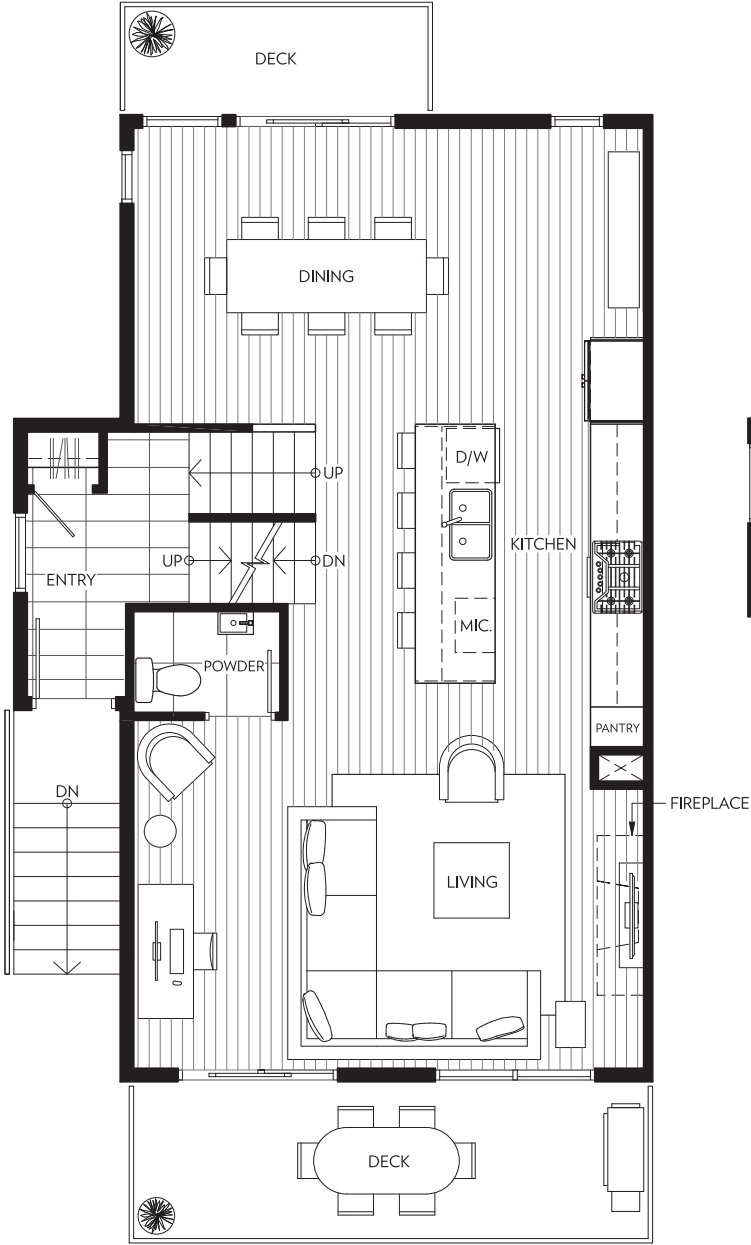 DECK
DINING
D/W
UP
KITCHEN
UP
DN
ENTRY
MIC.
POWDER
PANTRY
DN
FIREPLACE
LIVING
DECK